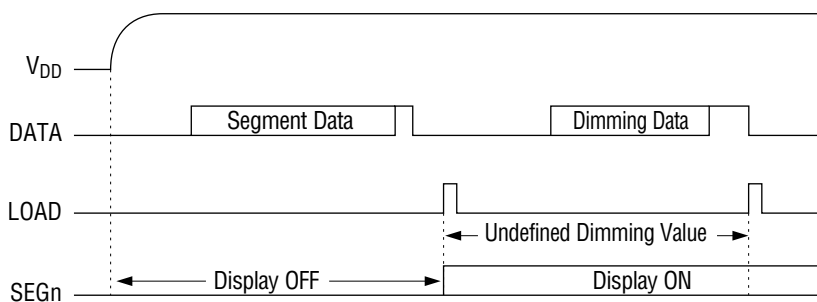 VDD
DATA
Segment Data
Dimming Data
LOAD
Undefined Dimming Value
SEGn
Display OFF
Display ON